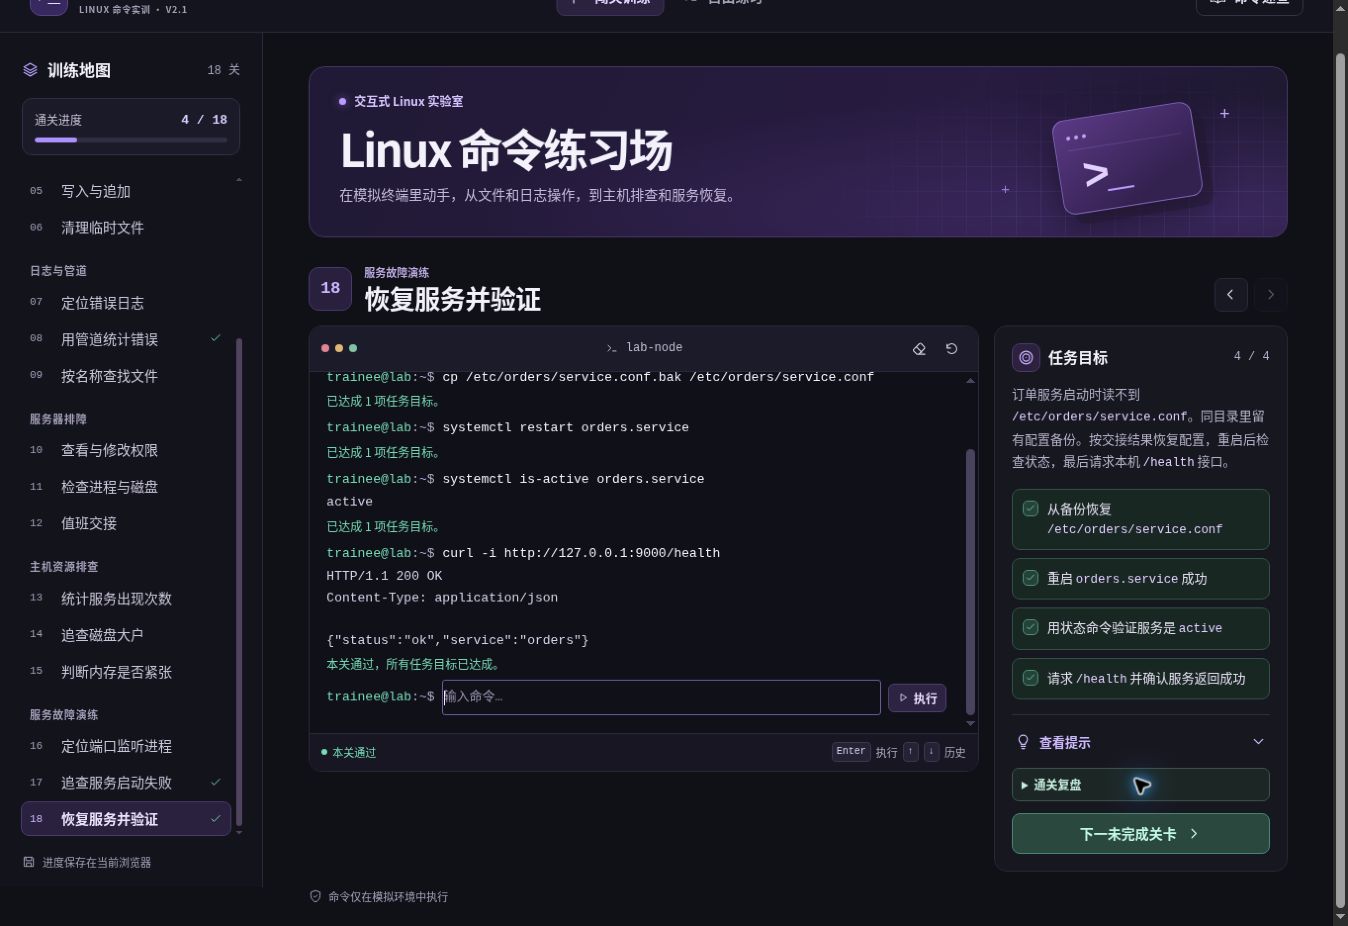 LINUX 命令实训 · V2.1
训练地图
18 关
通关进度
4 / 18
05 写入与追加
06 清理临时文件
日志与管道
07 定位错误日志
08 用管道统计错误
09 按名称查找文件
服务器排障
10 查看与修改权限
11 检查进程与磁盘
12 值班交接
主机资源排查
13 统计服务出现次数
14 追查磁盘大户
15 判断内存是否紧张
服务故障演练
16 定位端口监听进程
17 追查服务启动失败
18 恢复服务并验证
进度保存在当前浏览器
交互式 Linux 实验室
Linux 命令练习场
在模拟终端里动手，从文件和日志操作，到主机排查和服务恢复。
>_
18
服务故障演练
恢复服务并验证
lab-node
trainee@lab:~$ cp /etc/orders/service.conf.bak /etc/orders/service.conf
已达成 1 项任务目标。
trainee@lab:~$ systemctl restart orders.service
已达成 1 项任务目标。
trainee@lab:~$ systemctl is-active orders.service
active
已达成 1 项任务目标。
trainee@lab:~$ curl -i http://127.0.0.1:9000/health
HTTP/1.1 200 OK
Content-Type: application/json
{"status":"ok","service":"orders"}
本关通过，所有任务目标已达成。
trainee@lab:~$ 输入命令…
执行
本关通过
Enter 执行 ↑ ↓ 历史
任务目标
4 / 4
订单服务启动时读不到
/etc/orders/service.conf。同目录里留
有配置备份。按交接结果恢复配置，重启后检
查状态，最后请求本机 /health 接口。
从备份恢复
/etc/orders/service.conf
重启 orders.service 成功
用状态命令验证服务是 active
请求 /health 并确认服务返回成功
查看提示
通关复盘
下一未完成关卡
命令仅在模拟环境中执行